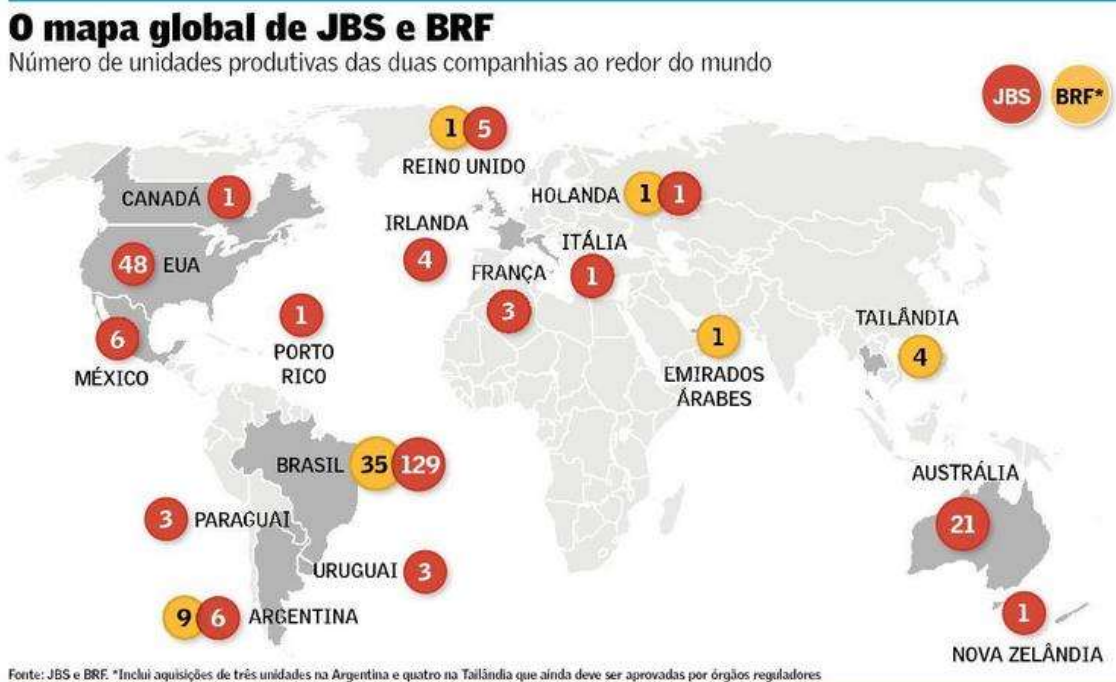 O mapa global de JBS e BRF
Número de unidades produtivas das duas companhias ao redor do mundo
JBS BRF*
1 5
REINO UNIDO
CANADÁ 1
HOLANDA 1 1
IRLANDA
4
ITÁLIA
1
48 EUA
FRANÇA
3
1
PORTO
RICO
6
MÉXICO
1
EMIRADOS
ÁRABES
TAILÂNDIA
4
BRASIL 35 129
AUSTRÁLIA
21
3 PARAGUAI
URUGUAI 3
9 6 ARGENTINA
1
NOVA ZELÂNDIA
Fonte: JBS e BRF. *Inclui aquisições de três unidades na Argentina e quatro na Tailândia que ainda deve ser aprovadas por órgãos reguladores